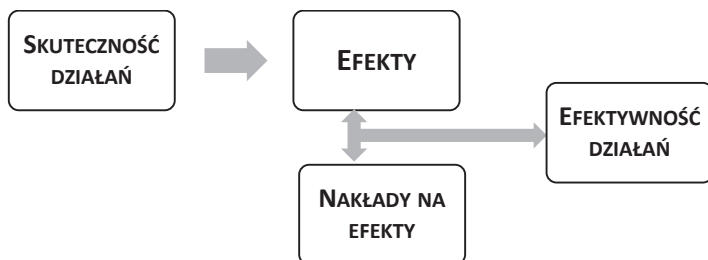 SKUTECZNOŚĆ
DZIAŁAŃ
EFEKTY
EFEKTYWNOŚĆ
DZIAŁAŃ
NAKŁADY NA
EFEKTY